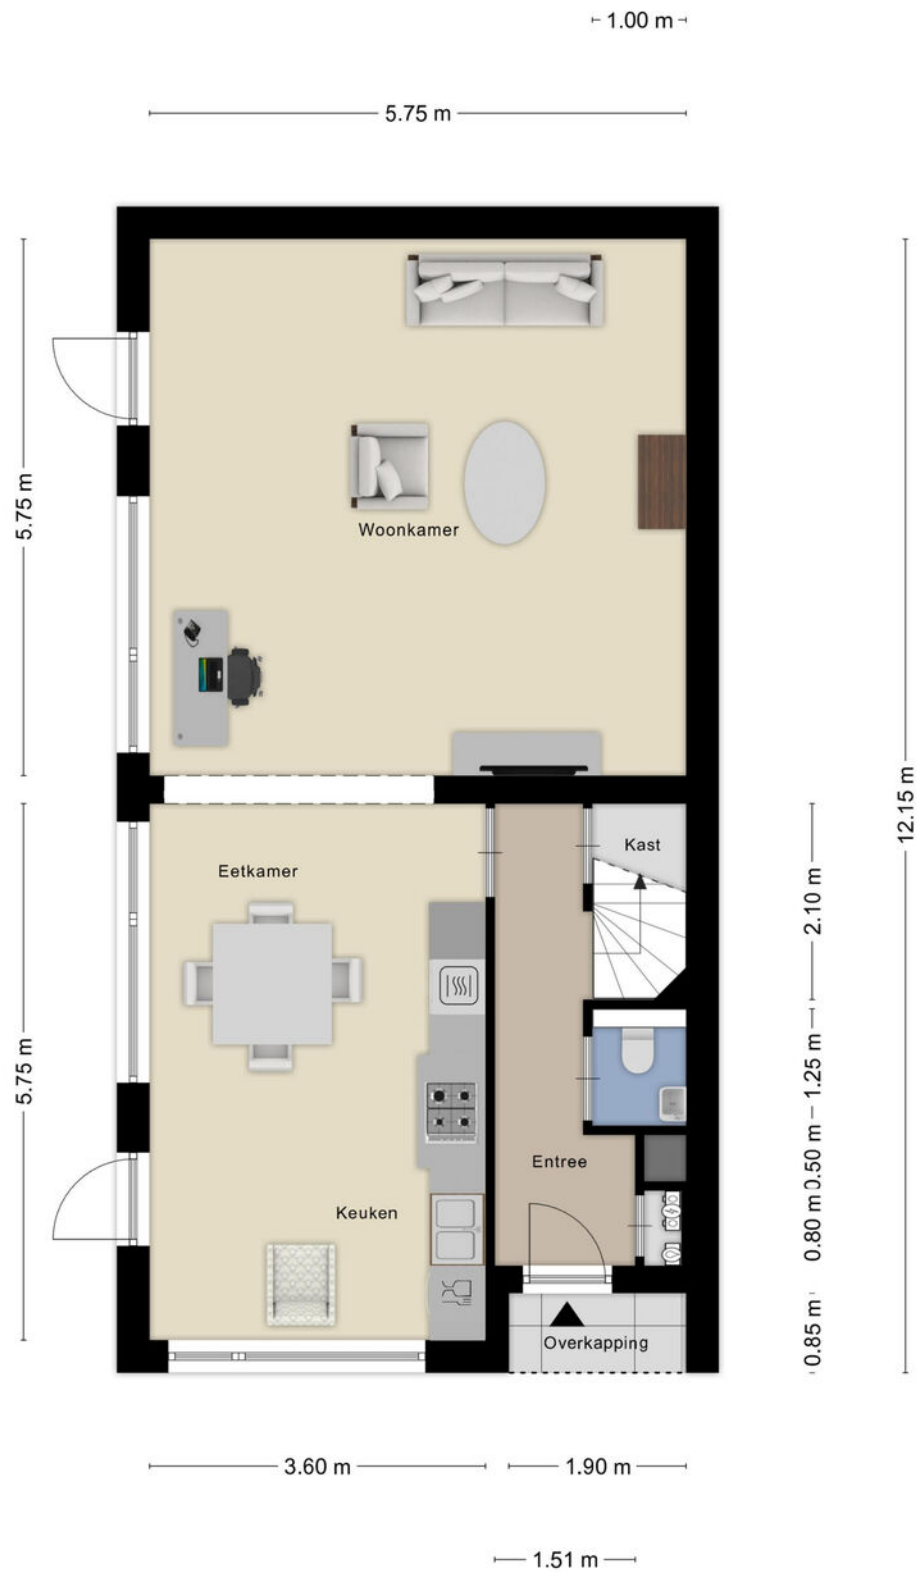 1.00 m
5.75 m
5.75 m
Woonkamer
12.15 m
Eetkamer
Kast
2.10 m
5.75 m
1.25 m
Entree
0.50 m
Keuken
0.80 m
Overkapping
0.85 m
3.60 m
1.90 m
1.51 m